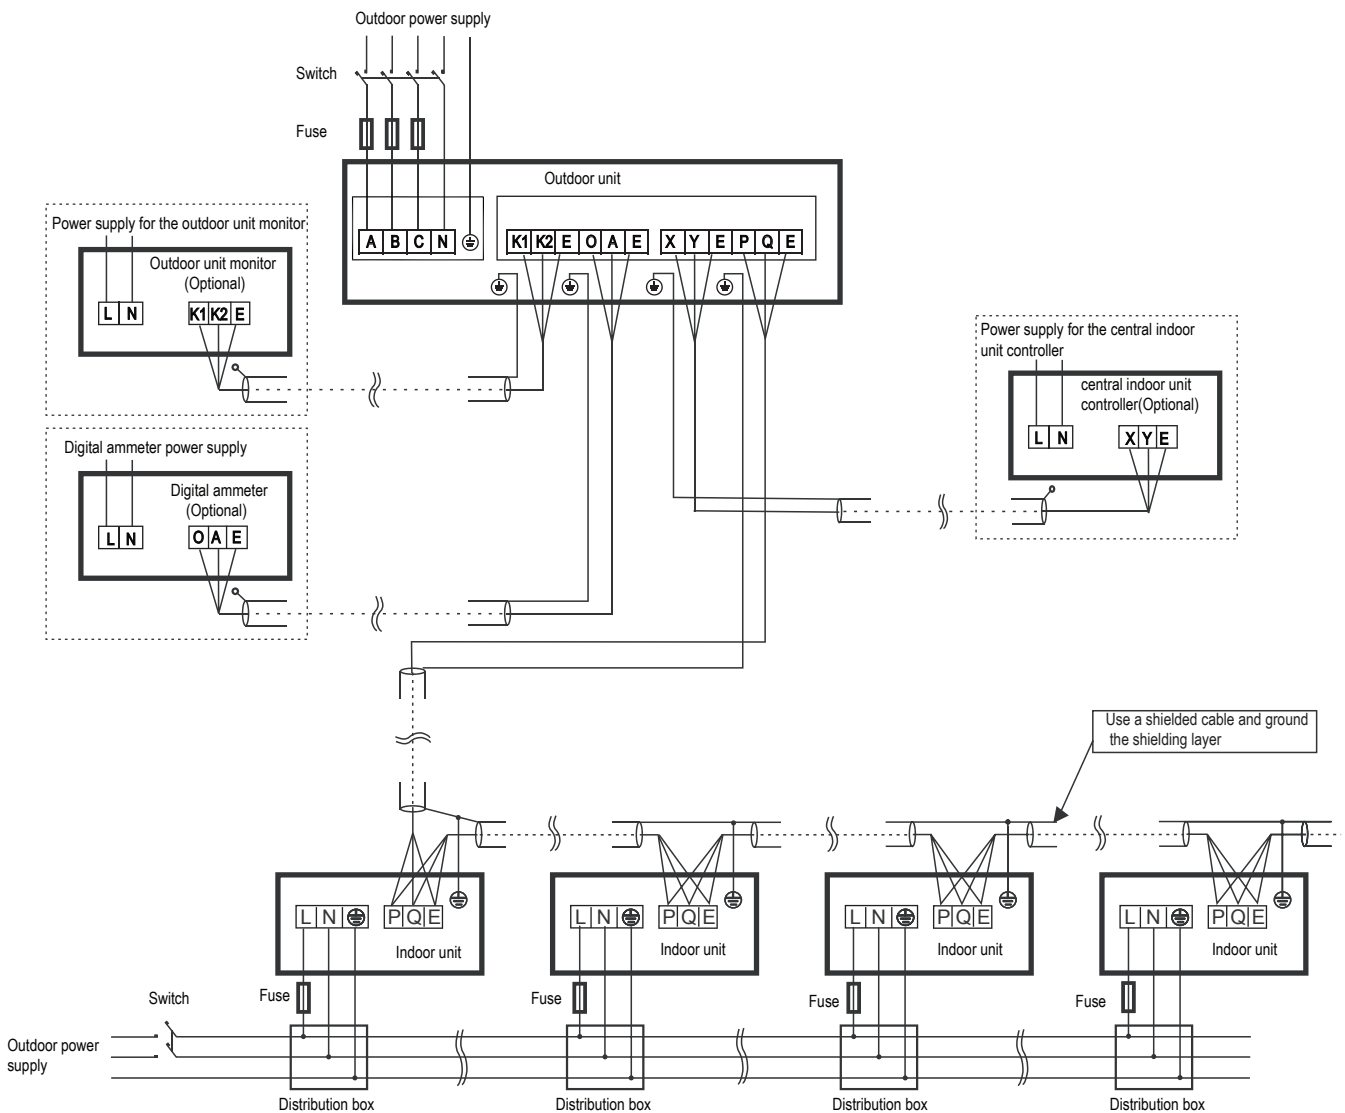 Outdoor power supply
Switch
Fuse
Outdoor unit
A B C N
K1 K2 E O A E X Y E P Q E
Power supply for the outdoor unit monitor
Outdoor unit monitor
(Optional)
L N K1 K2 E
Power supply for the central indoor
unit controller
central indoor unit
controller(Optional)
L N X Y E
Digital ammeter power supply
Digital ammeter
(Optional)
L N O A E
Use a shielded cable and ground
the shielding layer
L N P Q E
Indoor unit
L N P Q E
Indoor unit
L N P Q E
Indoor unit
L N P Q E
Indoor unit
Switch
Fuse
Fuse
Fuse
Fuse
Outdoor power
supply
Distribution box
Distribution box
Distribution box
Distribution box